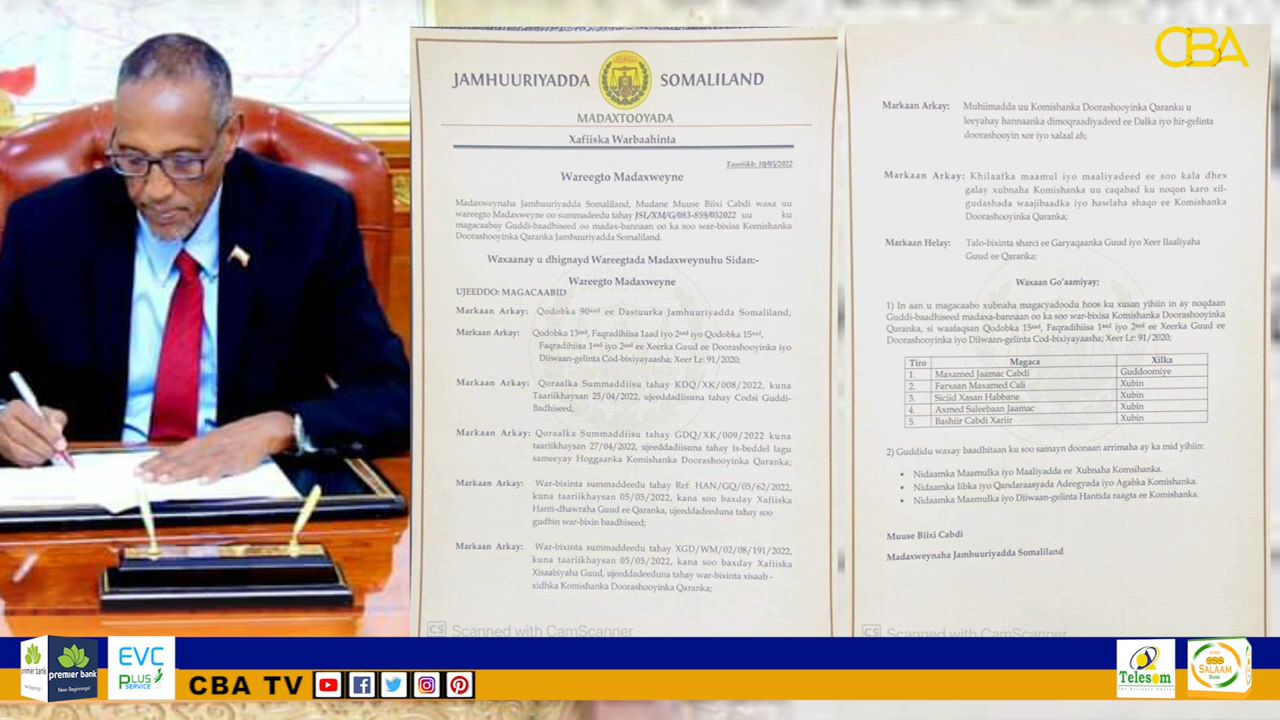 JAMHUURIYADDA SOMALILAND
MADAXTOOYADA
Xafiiska Warbaahinta
Taariikh: 10/05/2022
Wareegto Madaxweyne
Madaxweynaha Jamhuuriyadda Somaliland, Mudane Muuse Biixi Cabdi waxa uu
wareegto Madaxweyne oo summadeedu tahay JSL/XM/G/083-859/052022 uu ku
magacaabay Guddi-baadhiseed oo madax-bannaan oo ka soo war-bixisa Komishanka
Doorashooyinka Qaranka Jamhuuriyadda Somaliland.
Waxaanay u dhignayd Wareegtada Madaxweynuhu Sidan:-
Wareegto Madaxweyne
UJEEDDO: MAGACAABID
Markaan Arkay: Qodobka 90aad ee Dastuurka Jamhuuriyadda Somaliland;
Markaan Arkay: Qodobka 13aad, Faqradihiisa 1aad iyo 2aad iyo Qodobka 15aad,
Faqradihiisa 1aad iyo 2aad ee Xeerka Guud ee Doorashooyinka iyo
Diiwaan-gelinta Cod-bixiyayaasha; Xeer Lr: 91/2020;
Markaan Arkay: Qoraalka Summaddiisu tahay KDQ/XK/008/2022, kuna
Taariikhaysan 25/04/2022, ujeeddadiisuna tahay Codsi Guddi-
Badhiseed;
Markaan Arkay: Qoraalka Summaddiisu tahay GDQ/XK/009/2022 kuna
taariikhaysan 27/04/2022, ujeeddadiisuna tahay Is-beddel lagu
sameeyay Hoggaanka Komishanka Doorashooyinka Qaranka;
Markaan Arkay: War-bixinta summaddeedu tahay Ref: HAN/GQ/05/62/2022,
kuna taariikhaysan 05/05/2022, kana soo baxday Xafiiska
Hanti-dhawraha Guud ee Qaranka, ujeeddadeeduna tahay soo
gudbin war-bixin baadhiseed;
Markaan Arkay: War-bixinta summaddeedu tahay XGD/WM/02/08/191/2022,
kuna taariikhaysan 05/05/2022, kana soo baxday Xafiiska
Xisaabiyaha Guud, ujeeddadeeduna tahay war-bixinta xisaab-
xidhka Komishanka Doorashooyinka Qaranka;
CS Scanned with CamScanner
CBA
Markaan Arkay: Muhiimadda uu Komishanka Doorashooyinka Qaranku u
leeyahay hannaanka dimoqraadiyadeed ee Dalka iyo hir-gelinta
doorashooyin xor iyo xalaal ah;
Markaan Arkay: Khilaafka maamul iyo maaliyadeed ee soo kala dhex
galay xubnaha Komishanka uu caqabad ku noqon karo xil-
gudashada waajibaadka iyo hawlaha shaqo ee Komishanka
Doorashooyinka Qaranka;
Markaan Helay: Talo-bixinta sharci ee Garyaqaanka Guud iyo Xeer Ilaaliyaha
Guud ee Qaranka;
Waxaan Go'aamiyay;
1) In aan u magacaabo xubnaha magacyadoodu hoos ku xusan yihiin in ay noqdaan
Guddi-baadhiseed madaxa-bannaan oo ka soo war-bixisa Komishanka Doorashooyinka
Qaranka, si waafaqsan Qodobka 15aad, Faqradihiisa 1aad iyo 2aad ee Xeerka Guud ee
Doorashooyinka iyo Diiwaan-gelinta Cod-bixiyayaasha; Xeer Lr: 91/2020;
Tiro Magaca Xilka
1. Maxamed Jaamac Cabdi Guddoomiye
2. Farxaan Maxamed Cali Xubin
3. Siciid Xasan Habbane Xubin
4. Axmed Saleebaan Jaamac Xubin
5. Bashiir Cabdi Xariir Xubin
2) Guddidu waxay baadhitaan ku soo samayn doonaan arrimaha ay ka mid yihiin:
• Nidaamka Maamulka iyo Maaliyadda ee Xubnaha Komsihanka.
• Nidaamka Iibka iyo Qandaraasyada Adeegyada iyo Agabka Komishanka.
• Nidaamka Maamulka iyo Diiwaan-gelinta Hantida raagta ee Komishanka.
Muuse Biixi Cabdi
Madaxweynaha Jamhuuriyadda Somaliland
CS Scanned with CamScanner
premier bank
premier bank
New Beginnings!
EVC
PLUS
SERVICE
CBA TV
Telesom
SALAAM